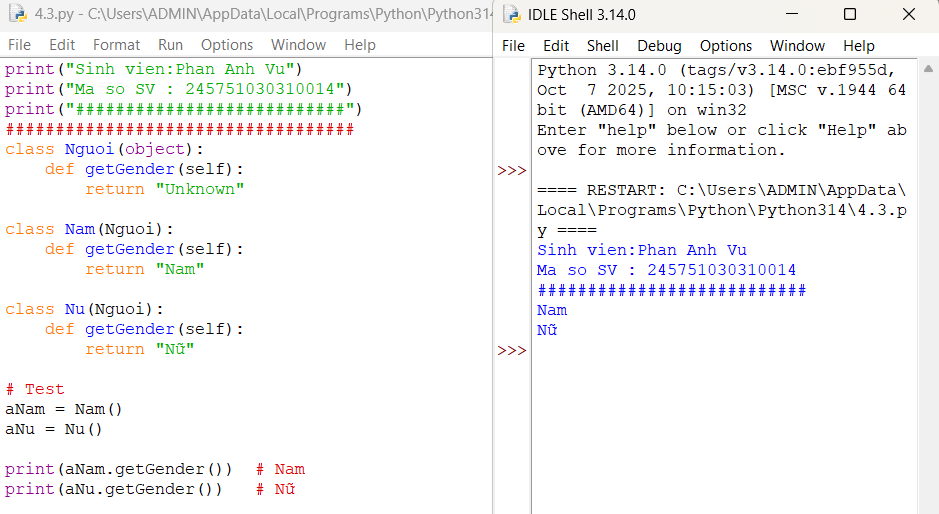 4.3.py - C:\Users\ADMIN\AppData\Local\Programs\Python\Python314
File Edit Format Run Options Window Help
print("Sinh vien:Phan Anh Vu")
print("Ma so SV : 245751030310014")
print("###########################")
###################################
class Nguoi(object):
    def getGender(self):
        return "Unknown"
class Nam(Nguoi):
    def getGender(self):
        return "Nam"
class Nu(Nguoi):
    def getGender(self):
        return "Nữ"
# Test
aNam = Nam()
aNu = Nu()
print(aNam.getGender())  # Nam
print(aNu.getGender())   # Nữ
IDLE Shell 3.14.0
File Edit Shell Debug Options Window Help
Python 3.14.0 (tags/v3.14.0:ebf955d,
Oct  7 2025, 10:15:03) [MSC v.1944 64
bit (AMD64)] on win32
Enter "help" below or click "Help" ab
ove for more information.
>>>
==== RESTART: C:\Users\ADMIN\AppData\
Local\Programs\Python\Python314\4.3.p
y ====
Sinh vien:Phan Anh Vu
Ma so SV : 245751030310014
###########################
Nam
Nữ
>>>